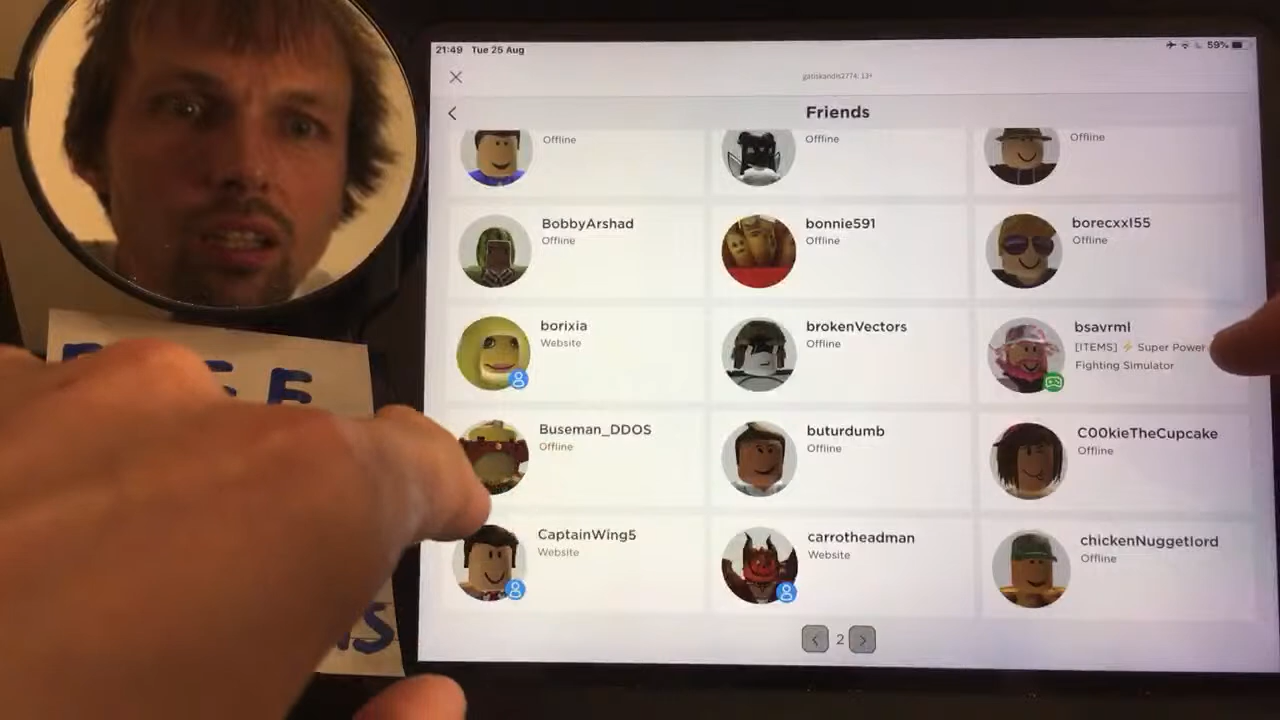 21:49 Tue 25 Aug
59%
Friends
Offline
Offline
Offline
BobbyArshad
Offline
bonnie591
Offline
borecxxl55
Offline
borixia
Website
brokenVectors
Offline
bsavrml
[ITEMS] ⚡ Super Power
Fighting Simulator
Buseman_DDOS
Offline
buturdumb
Offline
C00kieTheCupcake
Offline
CaptainWing5
Website
carrotheadman
Website
chickenNuggetlord
Offline
< 2 >